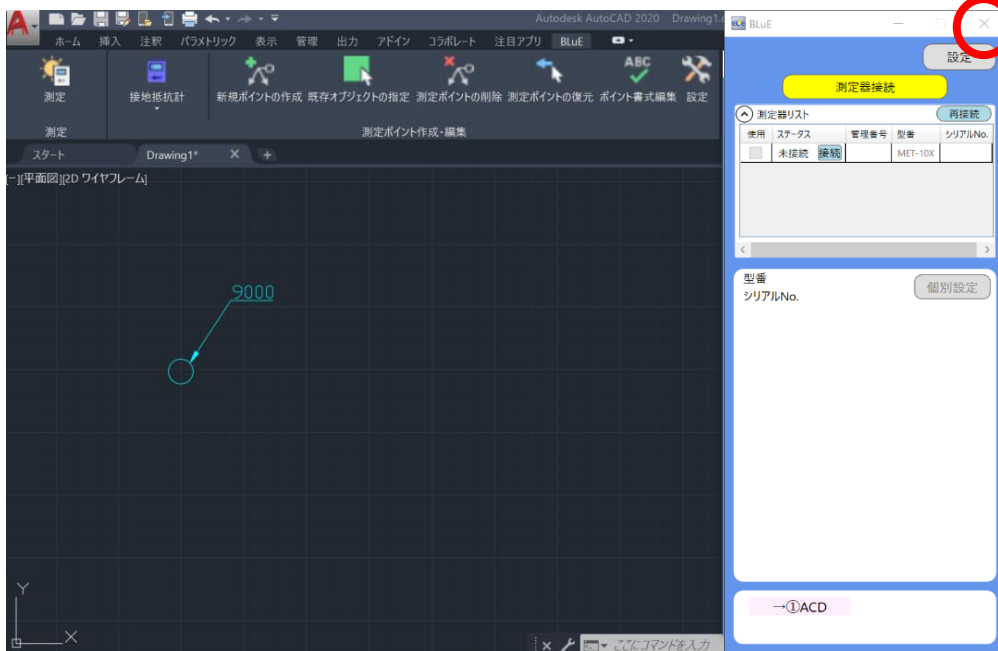 Autodesk AutoCAD 2020 Drawing1.
ホーム 挿入 注釈 パラメトリック 表示 管理 出力 アドイン コラボレート 注目アプリ BLuE
測定 接地抵抗計 新規ポイントの作成 既存オブジェクトの指定 測定ポイントの削除 測定ポイントの復元 ABC ポイント書式編集 設定
測定 測定ポイント作成・編集
スタート Drawing1* X +
[-][平面図][2D ワイヤフレーム]
9000
Y
X
ここにコマンドを入力
BLuE BLuE
設定
測定器接続
測定器リスト 再接続
使用 ステータス 管理番号 型番 シリアルNo.
未接続 接続 MET-10X
型番
シリアルNo.
個別設定
→①ACD